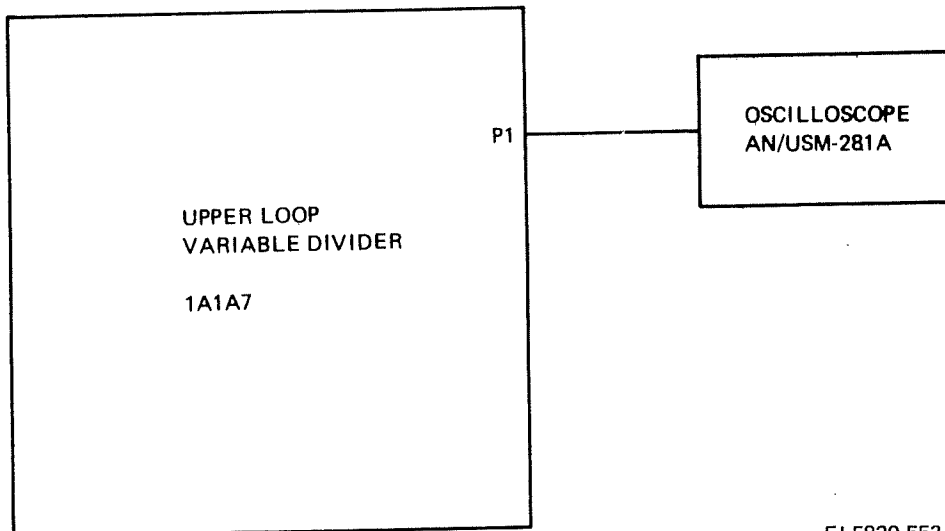 P1
OSCILLOSCOPE
AN/USM-281A
UPPER LOOP
VARIABLE DIVIDER
1A1A7